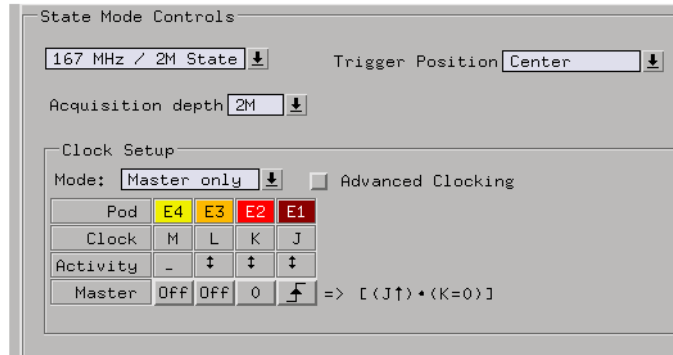 State Mode Controls
167 MHz / 2M State Trigger Position Center
Acquisition depth 2M
Clock Setup
Mode: Master only Advanced Clocking
Pod E4 E3 E2 E1
Clock M L K J
Activity - ↕ ↕ ↕
Master Off Off 0 => [(J↑)•(K=0)]